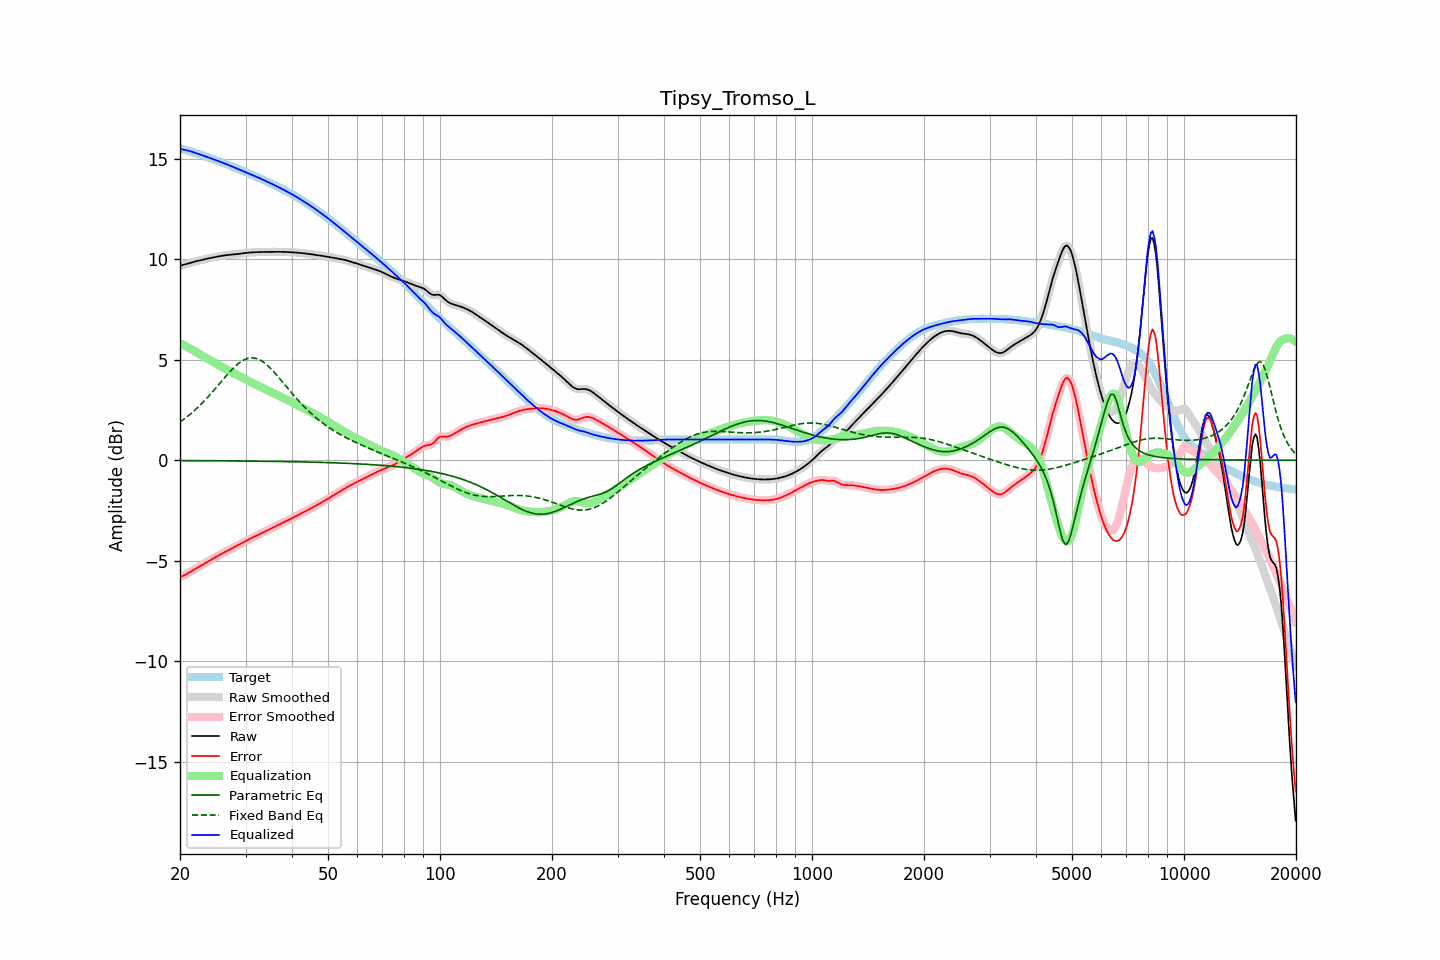 Tipsy_Tromso_L
Amplitude (dBr)
15
10
5
0
−5
−10
−15
Target
Raw Smoothed
Error Smoothed
Raw
Error
Equalization
Parametric Eq
Fixed Band Eq
Equalized
20 50 100 200 500 1000 2000 5000 10000 20000
Frequency (Hz)